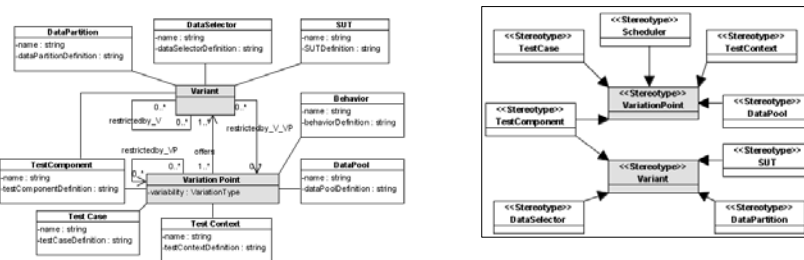 DataPartition
-name : string
-dataPartitionDefinition : string
DataSelector
-name : string
-dataSelectorDefinition : string
SUT
-name : string
-SUTDefinition : string
Variant
0..*
0..*
restrictedby_V
0..*
1..*
restrictedby_V_VP
Behavior
-name : string
-behaviorDefinition : string
restrictedby_VP
offers
0..*
1..*
0..*
0..*
TestComponent
-name : string
-testComponentDefinition : string
Variation Point
-variability : VariationType
DataPool
-name : string
-dataPoolDefinition : string
Test Case
-name : string
-testCaseDefinition : string
Test Context
-name : string
-testContextDefinition : string
<<Stereotype>>
Scheduler
<<Stereotype>>
TestCase
<<Stereotype>>
TestContext
<<Stereotype>>
VariationPoint
<<Stereotype>>
DataPool
<<Stereotype>>
TestComponent
<<Stereotype>>
SUT
<<Stereotype>>
Variant
<<Stereotype>>
DataSelector
<<Stereotype>>
DataPartition